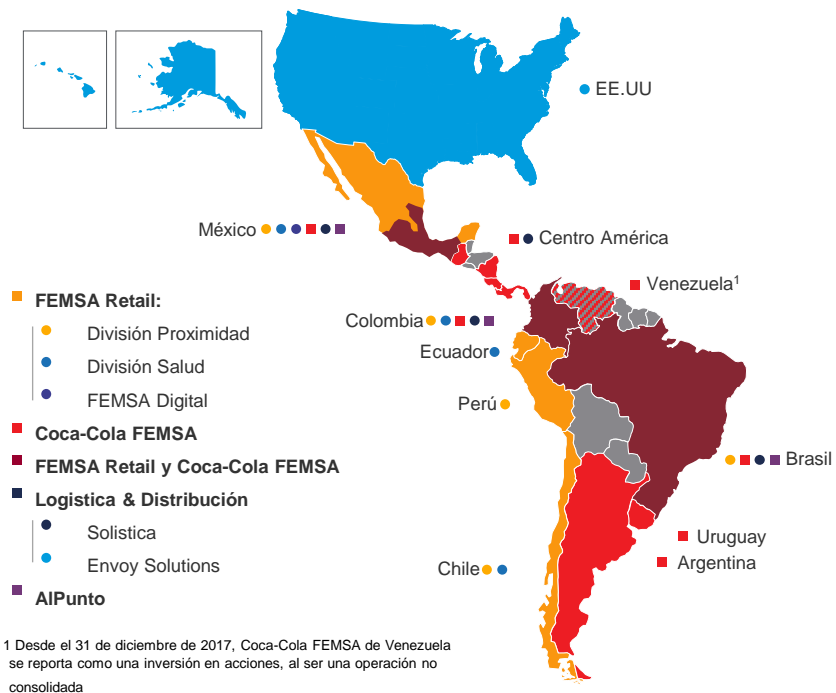 EE.UU
México
Centro América
Venezuela1
FEMSA Retail:
Colombia
División Proximidad
Ecuador
División Salud
FEMSA Digital
Perú
Coca-Cola FEMSA
FEMSA Retail y Coca-Cola FEMSA
Brasil
Logistica & Distribución
Solistica
Uruguay
Argentina
Envoy Solutions
Chile
AlPunto
1 Desde el 31 de diciembre de 2017, Coca-Cola FEMSA de Venezuela
se reporta como una inversión en acciones, al ser una operación no
consolidada